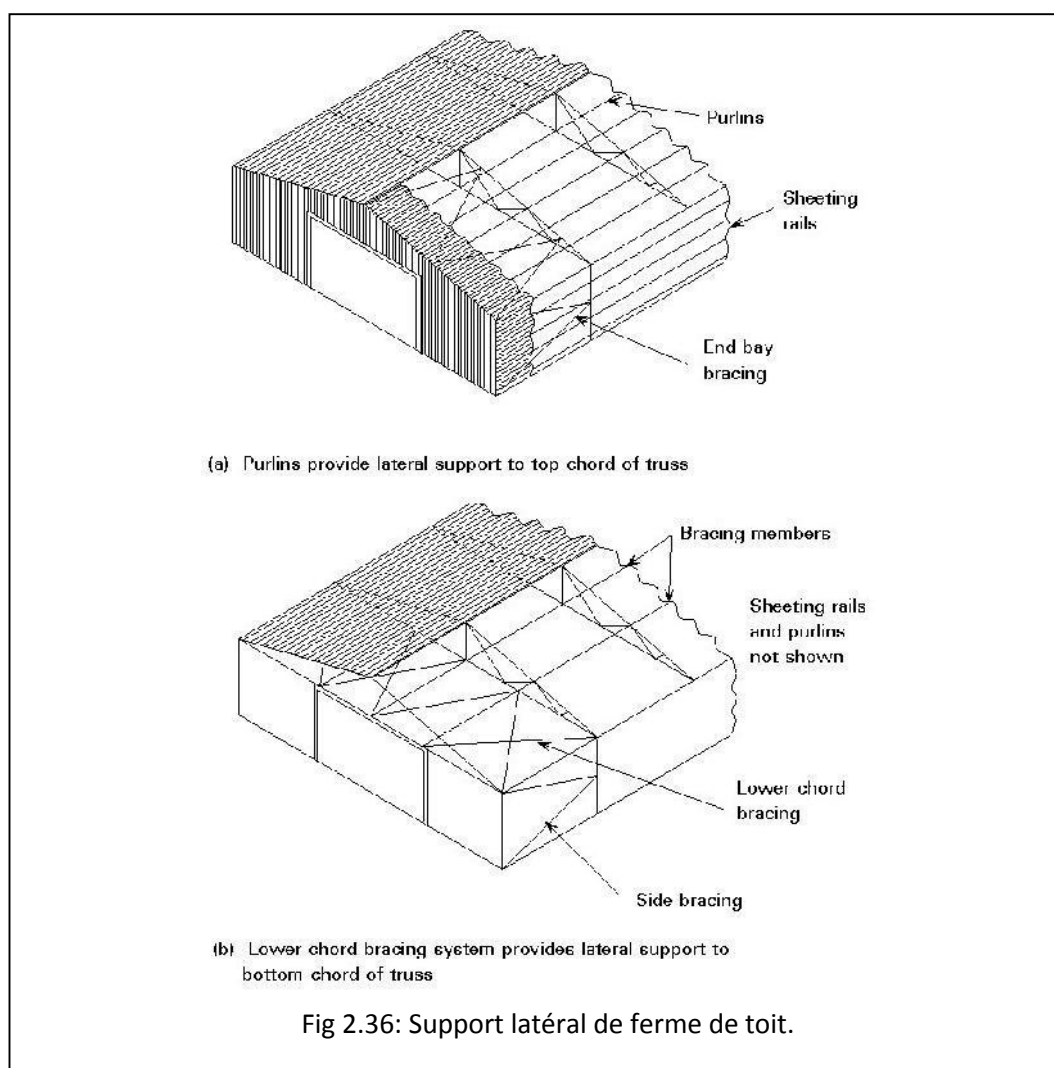 Purlins
Sheeting
rails
End bay
bracing
(a) Purlins provide lateral support to top chord of truss
Bracing members
Sheeting rails
and purlins
not shown
Lower chord
bracing
Side bracing
(b) Lower chord bracing system provides lateral support to
bottom chord of truss
Fig 2.36: Support latéral de ferme de toit.